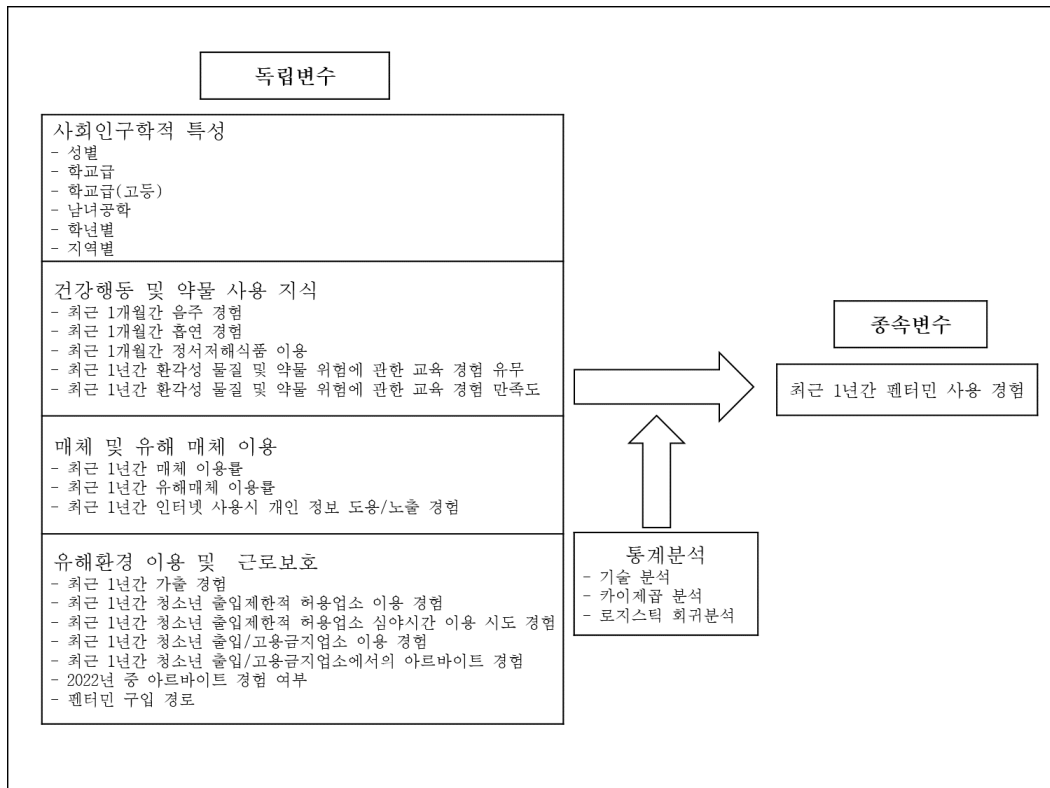 독립변수
사회인구학적 특성
- 성별
- 학교급
- 학교급(고등)
- 남녀공학
- 학년별
- 지역별
건강행동 및 약물 사용 지식
- 최근 1개월간 음주 경험
- 최근 1개월간 흡연 경험
- 최근 1개월간 정서저해식품 이용
- 최근 1년간 환각성 물질 및 약물 위험에 관한 교육 경험 유무
- 최근 1년간 환각성 물질 및 약물 위험에 관한 교육 경험 만족도
매체 및 유해 매체 이용
- 최근 1년간 매체 이용률
- 최근 1년간 유해매체 이용률
- 최근 1년간 인터넷 사용시 개인 정보 도용/노출 경험
유해환경 이용 및 근로보호
- 최근 1년간 가출 경험
- 최근 1년간 청소년 출입제한적 허용업소 이용 경험
- 최근 1년간 청소년 출입제한적 허용업소 심야시간 이용 시도 경험
- 최근 1년간 청소년 출입/고용금지업소 이용 경험
- 최근 1년간 청소년 출입/고용금지업소에서의 아르바이트 경험
- 2022년 중 아르바이트 경험 여부
- 펜터민 구입 경로
통계분석
- 기술 분석
- 카이제곱 분석
- 로지스틱 회귀분석
종속변수
최근 1년간 펜터민 사용 경험